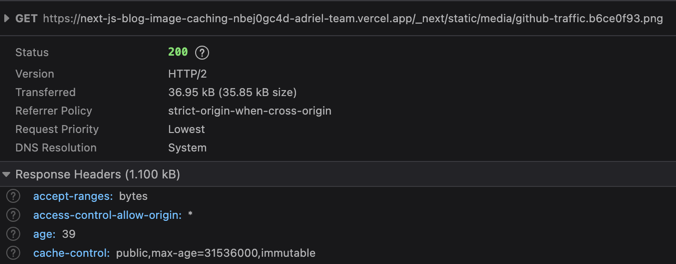 GET https://next-js-blog-image-caching-nbej0gc4d-adriel-team.vercel.app/_next/static/media/github-traffic.b6ce0f93.png
Status 200 ?
Version HTTP/2
Transferred 36.95 kB (35.85 kB size)
Referrer Policy strict-origin-when-cross-origin
Request Priority Lowest
DNS Resolution System
Response Headers (1.100 kB)
? accept-ranges: bytes
? access-control-allow-origin: *
? age: 39
? cache-control: public,max-age=31536000,immutable